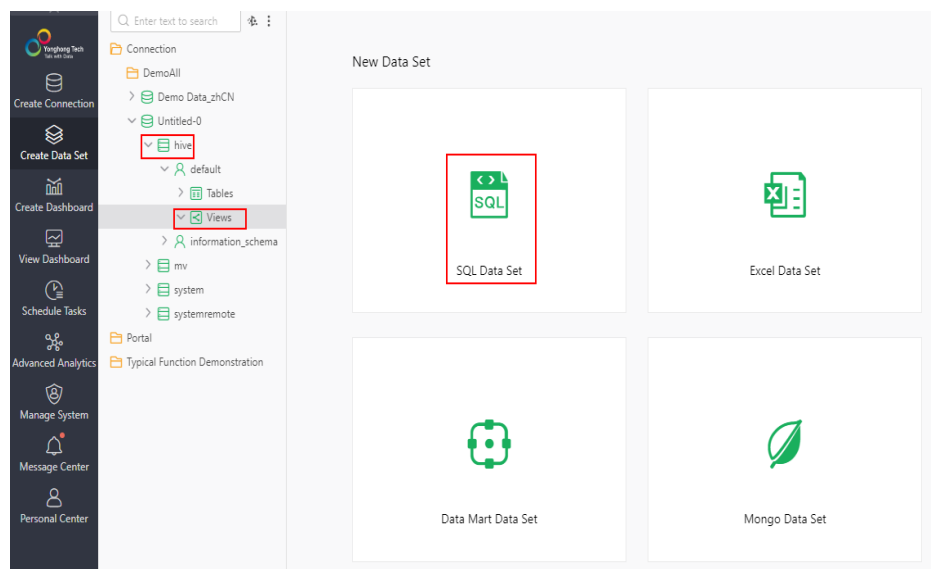 Yonghong Tech
Talk with Data
Create Connection
Create Data Set
Create Dashboard
View Dashboard
Schedule Tasks
Advanced Analytics
Manage System
Message Center
Personal Center
Enter text to search
Connection
DemoAll
Demo Data_zhCN
Untitled-0
hive
default
Tables
Views
information_schema
mv
system
systemremote
Portal
Typical Function Demonstration
New Data Set
SQL
SQL Data Set
Excel Data Set
Data Mart Data Set
Mongo Data Set